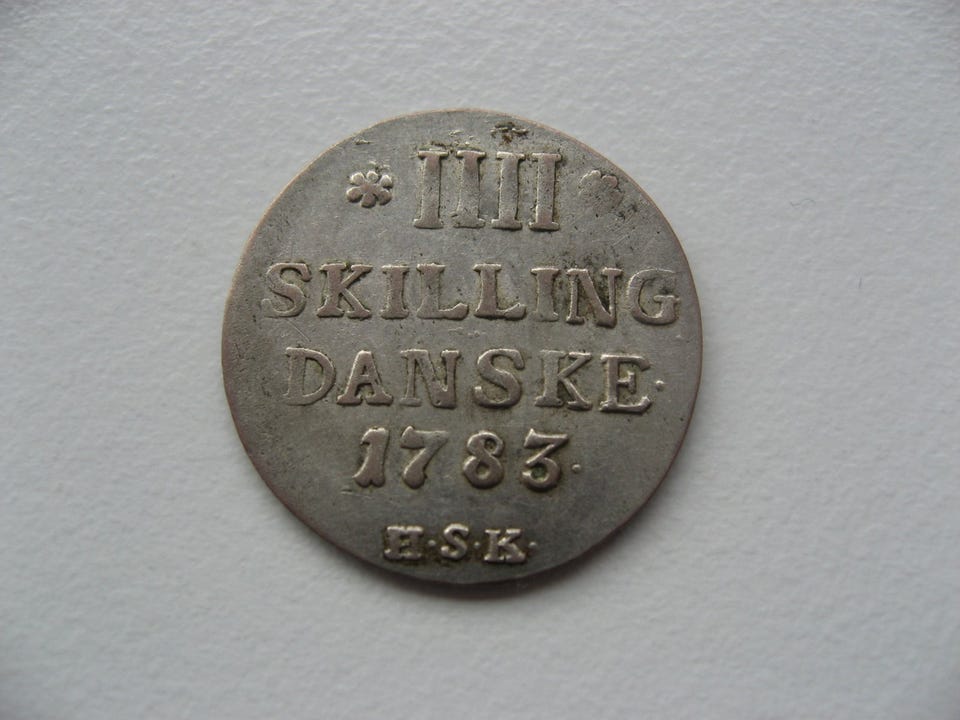 IIII
SKILLING
DANSKE·
1783·
H·S·K·